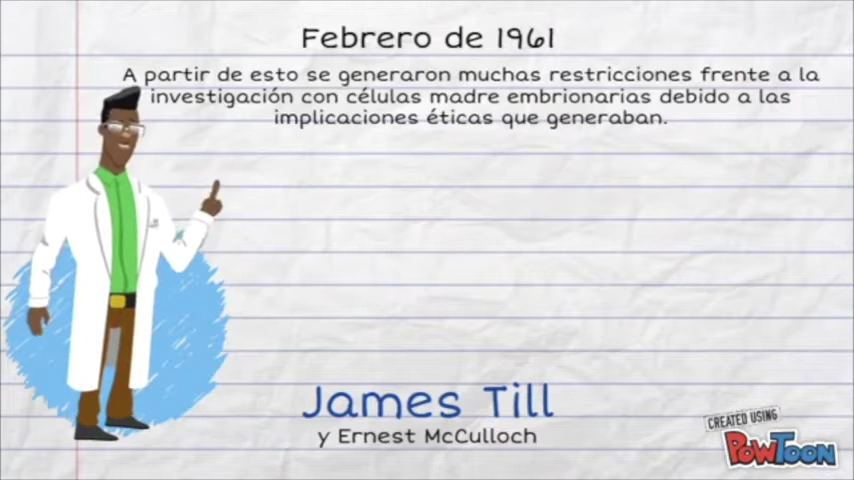 Febrero de 1961
A partir de esto se generaron muchas restricciones frente a la
investigación con células madre embrionarias debido a las
implicaciones éticas que generaban.
James Till
y Ernest McCulloch
CREATED USING
POWTOON